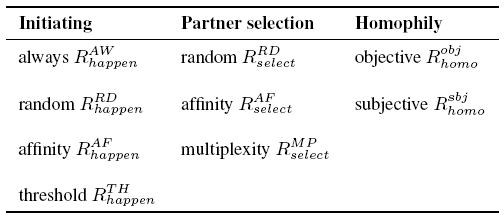 Initiating Partner selection Homophily
always R_{happen}^{AW} random R_{select}^{RD} objective R_{homo}^{obj}
random R_{happen}^{RD} affinity R_{select}^{AF} subjective R_{homo}^{sbj}
affinity R_{happen}^{AF} multiplexity R_{select}^{MP}
threshold R_{happen}^{TH}